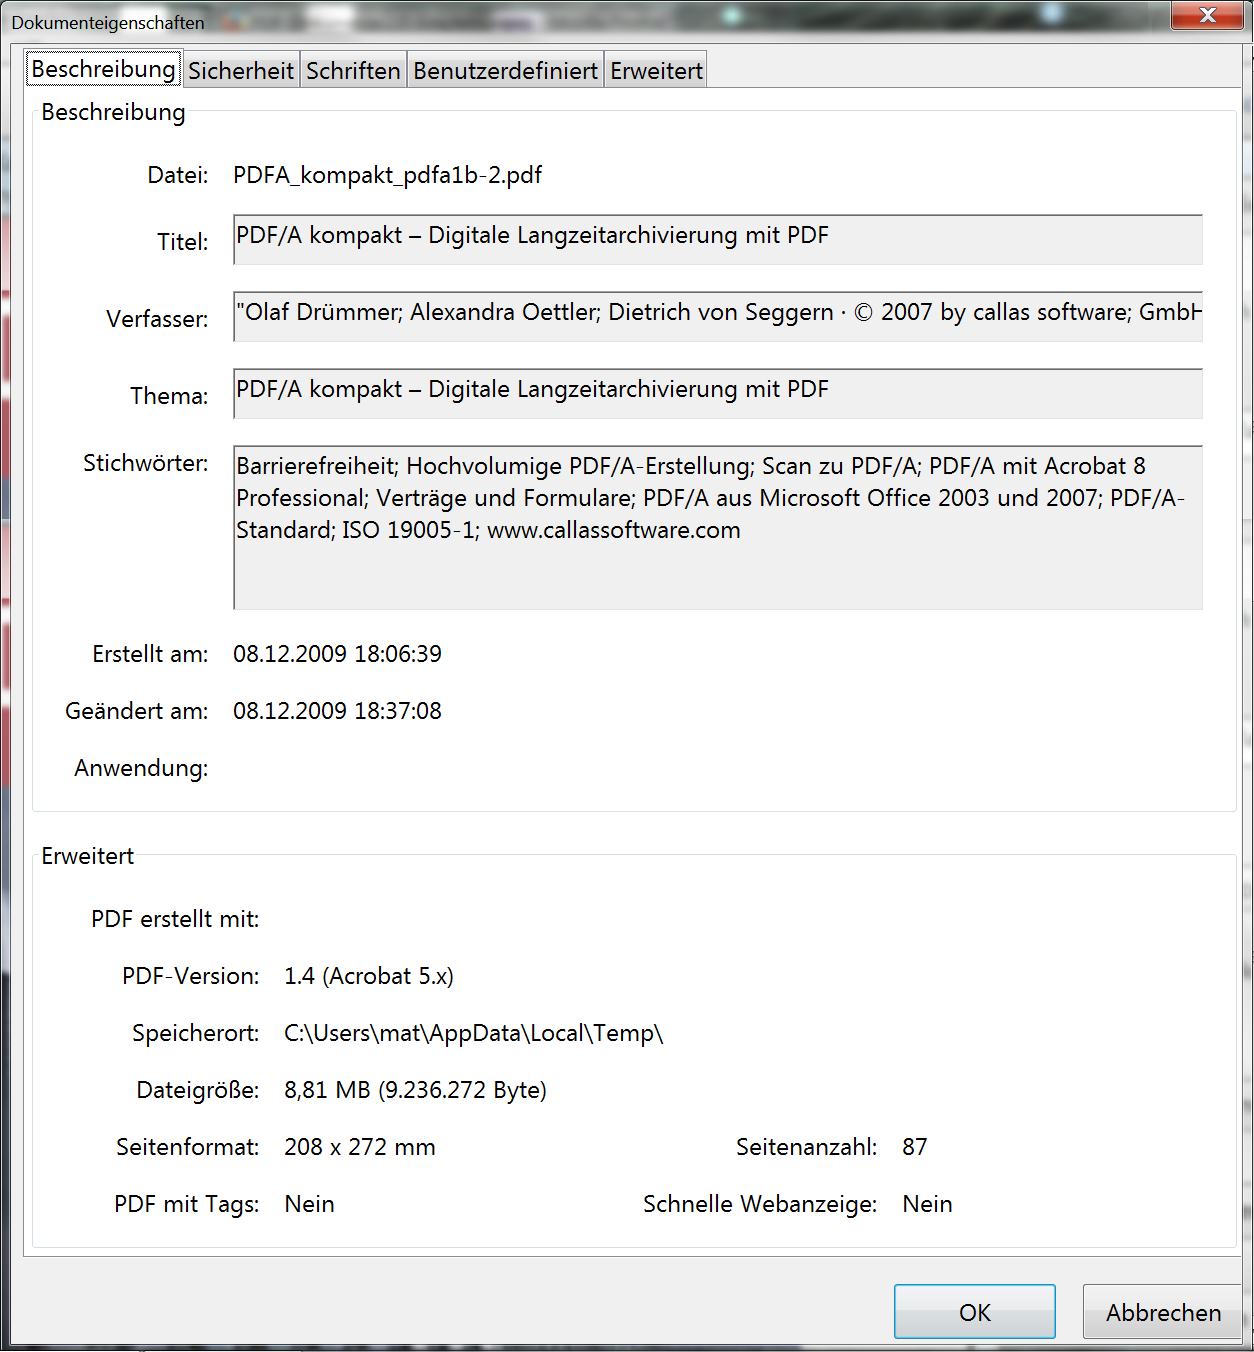 Dokumenteigenschaften
Beschreibung Sicherheit Schriften Benutzerdefiniert Erweitert
Beschreibung
Datei: PDFA_kompakt_pdfa1b-2.pdf
Titel: PDF/A kompakt – Digitale Langzeitarchivierung mit PDF
Verfasser: "Olaf Drümmer; Alexandra Oettler; Dietrich von Seggern · © 2007 by callas software; GmbH
Thema: PDF/A kompakt – Digitale Langzeitarchivierung mit PDF
Stichwörter: Barrierefreiheit; Hochvolumige PDF/A-Erstellung; Scan zu PDF/A; PDF/A mit Acrobat 8
Professional; Verträge und Formulare; PDF/A aus Microsoft Office 2003 und 2007; PDF/A-
Standard; ISO 19005-1; www.callassoftware.com
Erstellt am: 08.12.2009 18:06:39
Geändert am: 08.12.2009 18:37:08
Anwendung:
Erweitert
PDF erstellt mit:
PDF-Version: 1.4 (Acrobat 5.x)
Speicherort: C:\Users\mat\AppData\Local\Temp\
Dateigröße: 8,81 MB (9.236.272 Byte)
Seitenformat: 208 x 272 mm Seitenanzahl: 87
PDF mit Tags: Nein Schnelle Webanzeige: Nein
OK Abbrechen